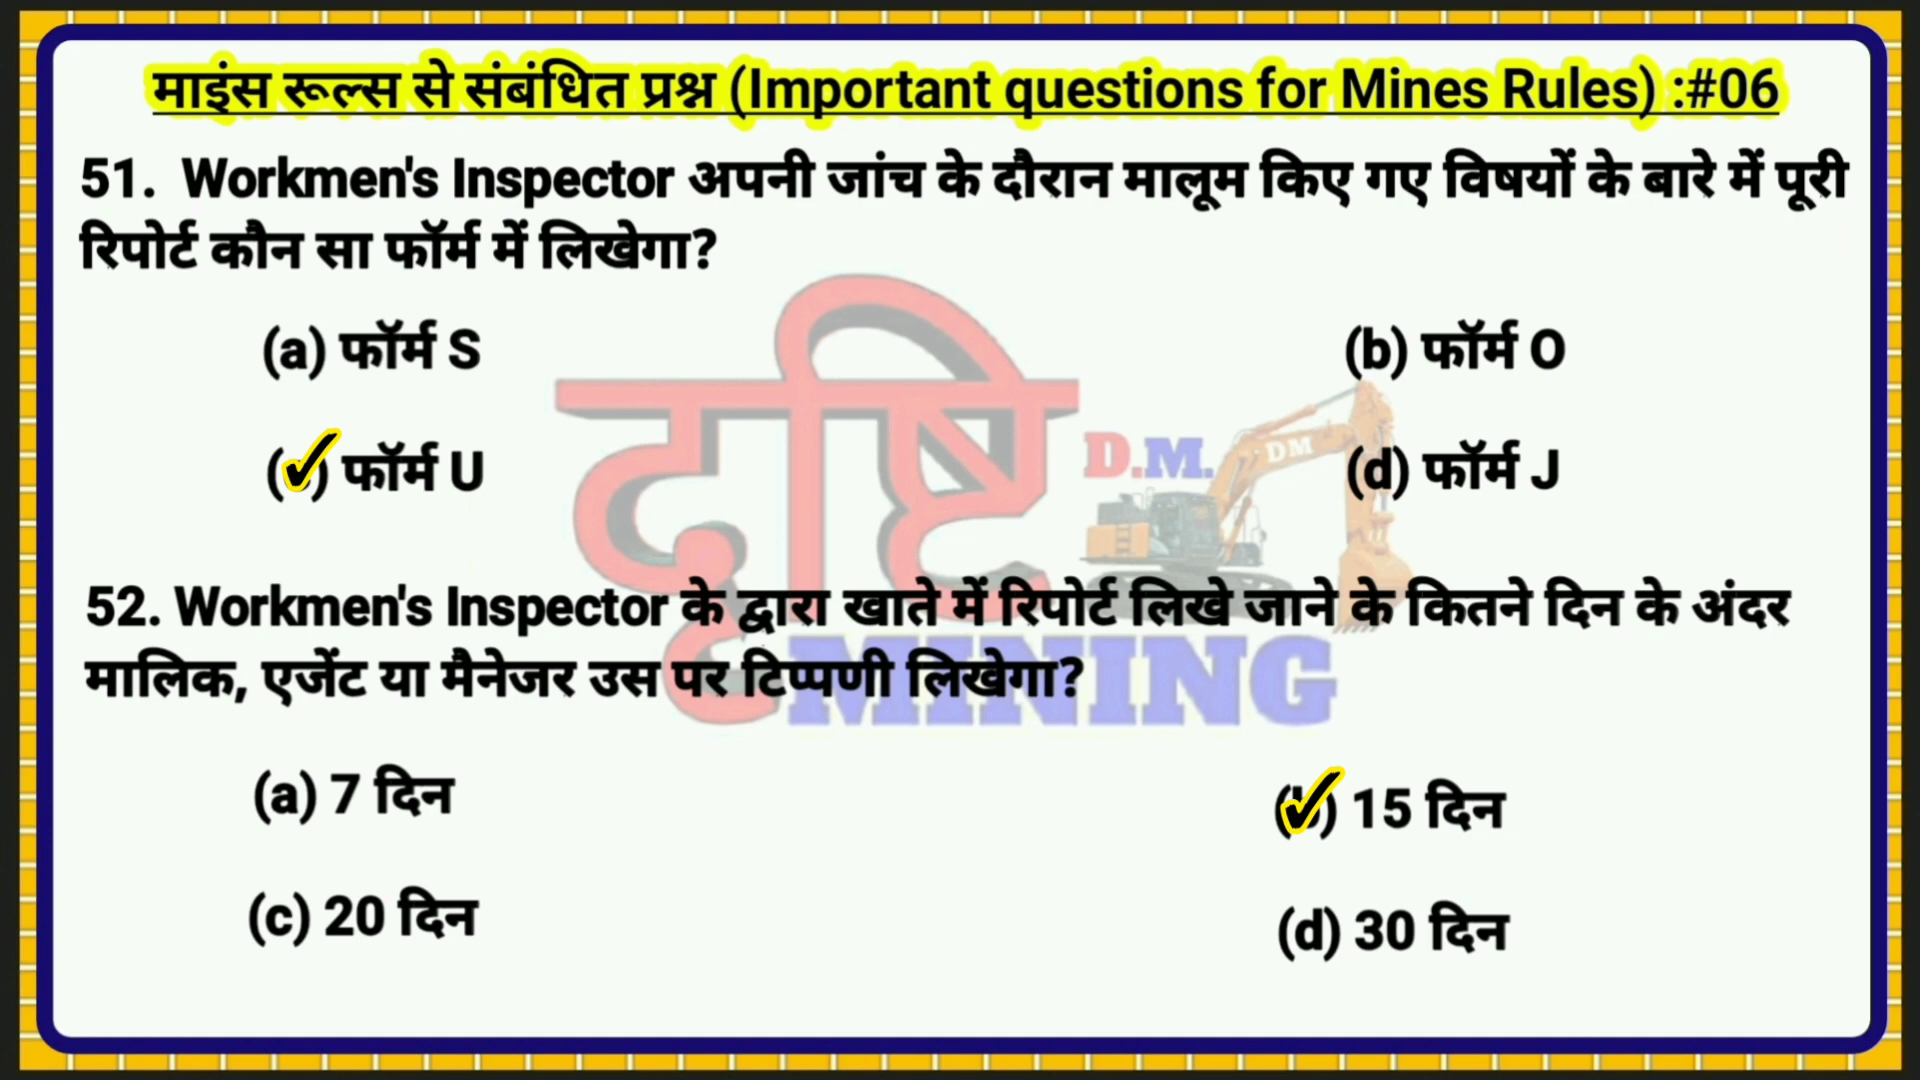 माइंस रूल्स से संबंधित प्रश्न (Important questions for Mines Rules) :#06
51. Workmen's Inspector अपनी जांच के दौरान मालूम किए गए विषयों के बारे में पूरी
रिपोर्ट कौन सा फॉर्म में लिखेगा?
(a) फॉर्म S
(b) फॉर्म O
(✓) फॉर्म U
(d) फॉर्म J
दृष्टि
D.M.
DM
MINING
52. Workmen's Inspector के द्वारा खाते में रिपोर्ट लिखे जाने के कितने दिन के अंदर
मालिक, एजेंट या मैनेजर उस पर टिप्पणी लिखेगा?
(a) 7 दिन
(✓) 15 दिन
(c) 20 दिन
(d) 30 दिन